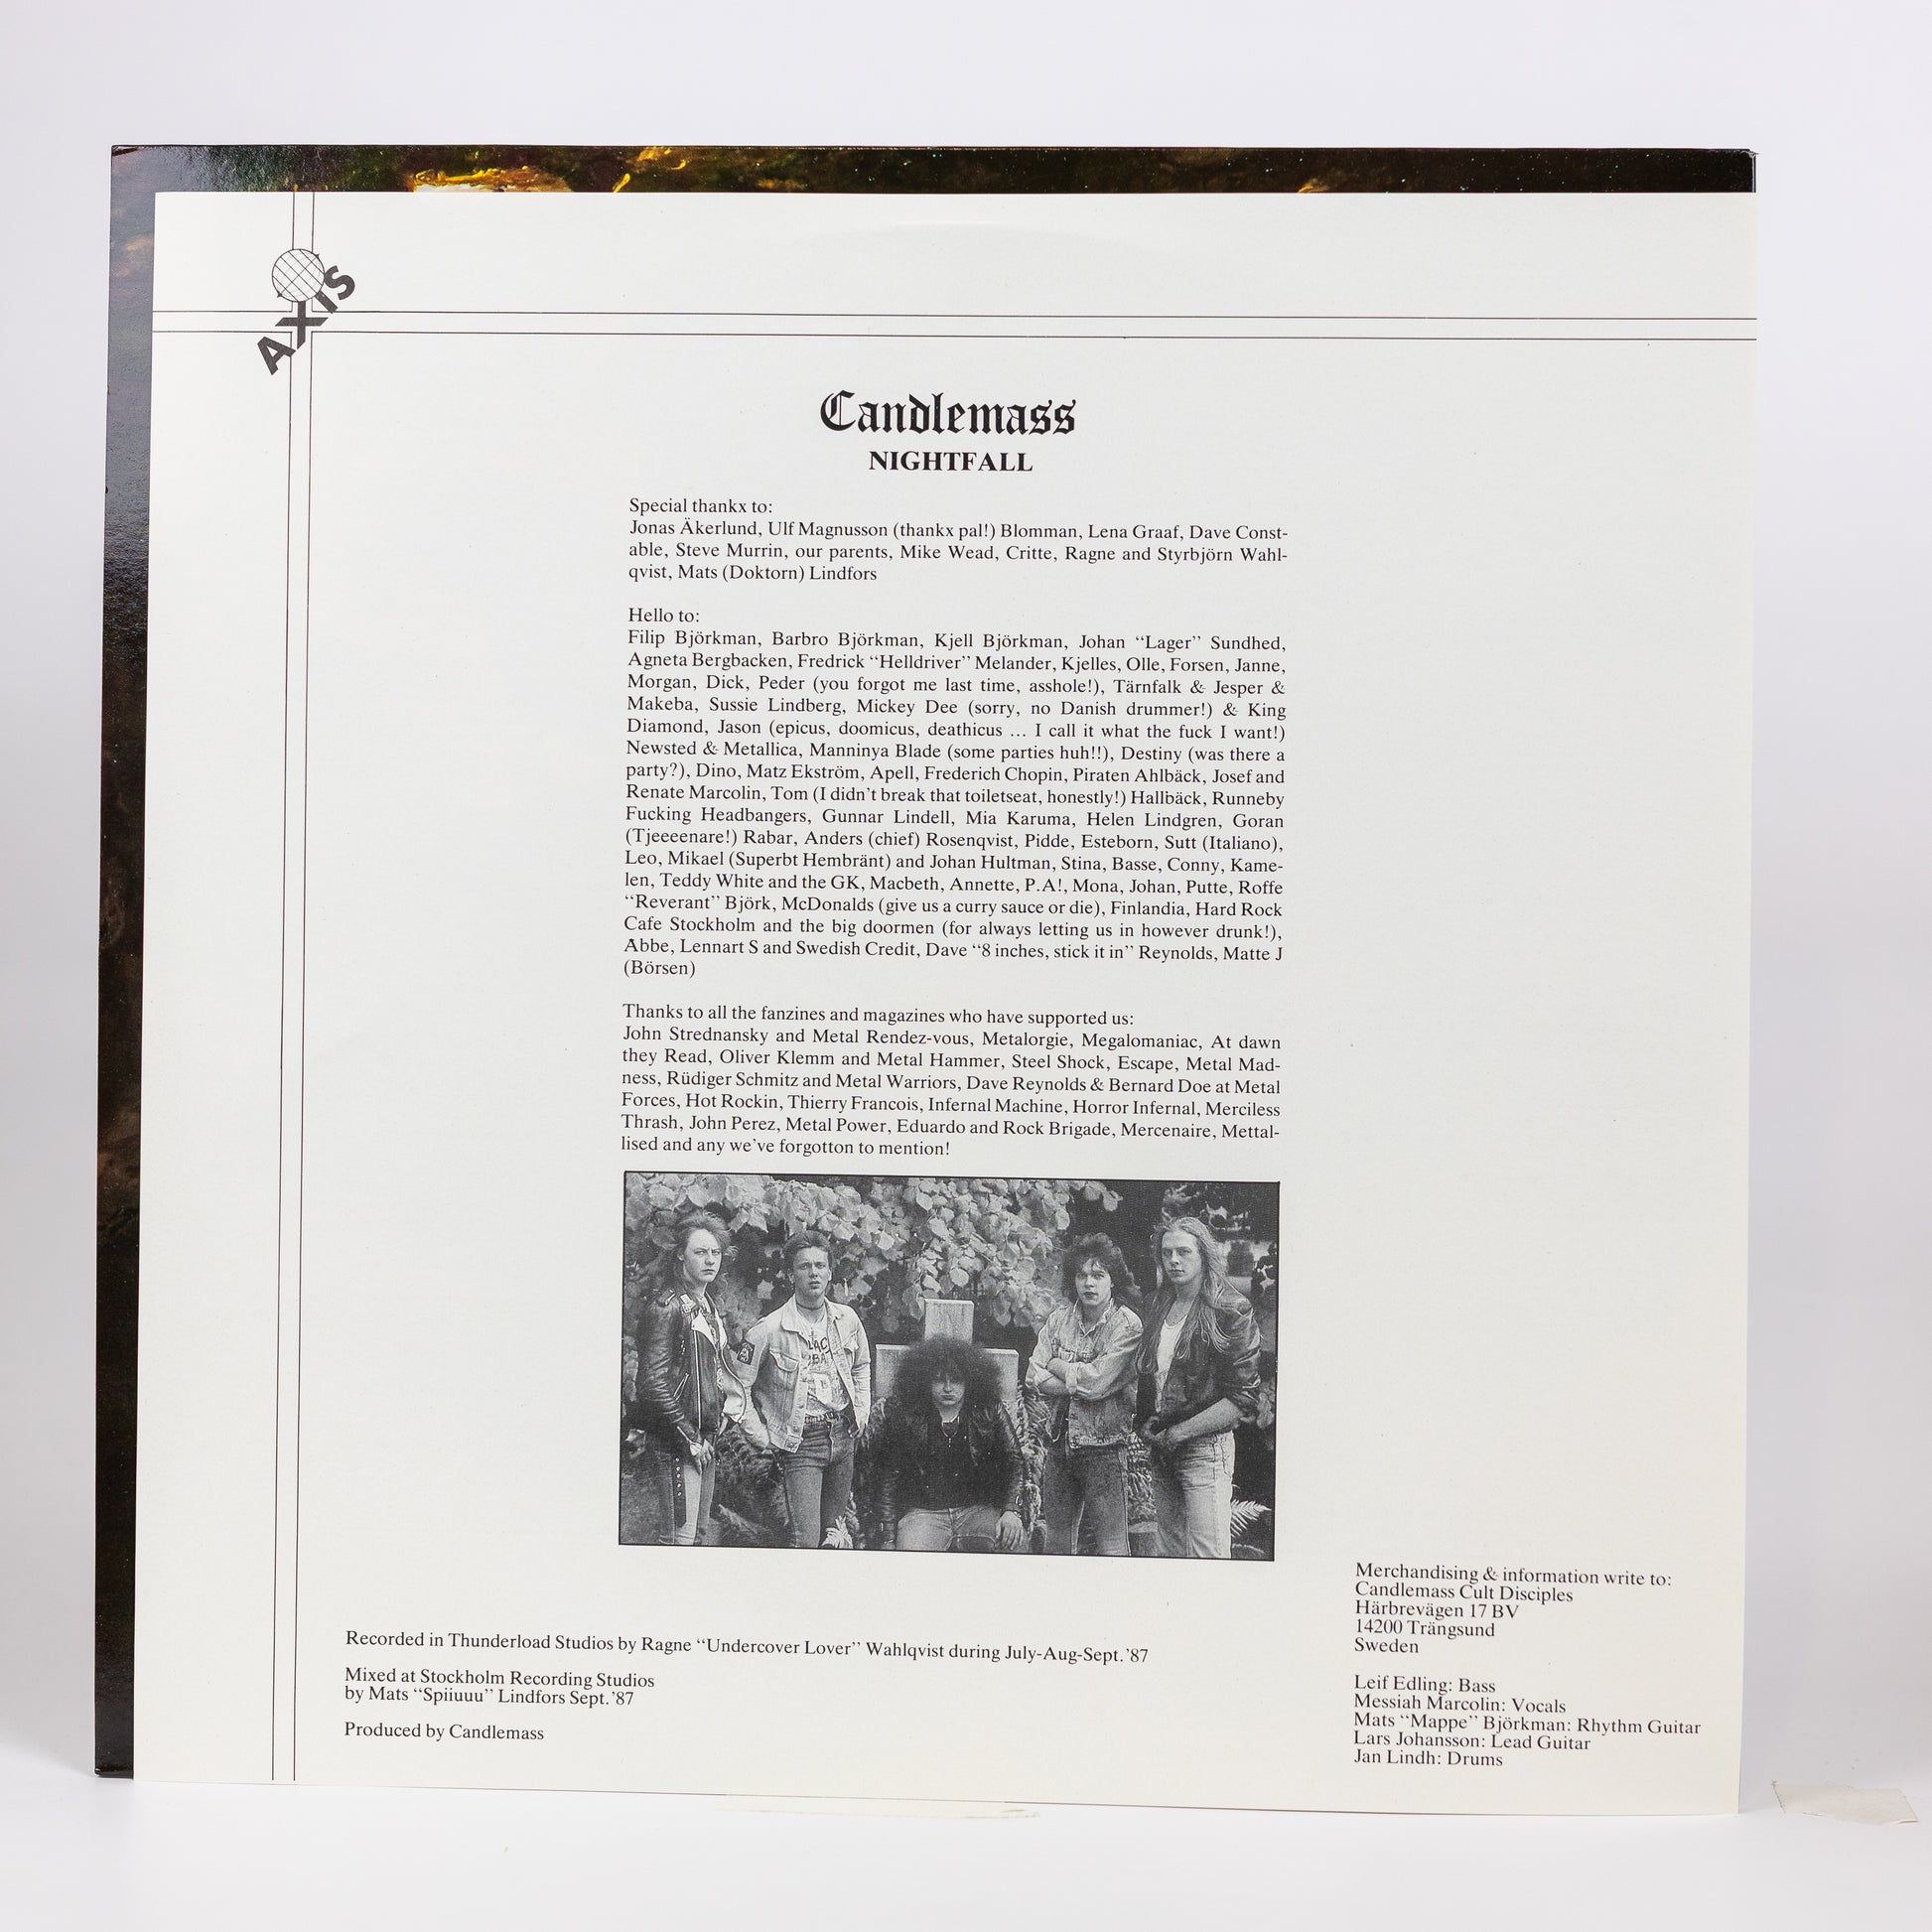 AXIS
Candlemass
NIGHTFALL
Special thankx to:
Jonas Äkerlund, Ulf Magnusson (thankx pal!) Blomman, Lena Graaf, Dave Const-
able, Steve Murrin, our parents, Mike Wead, Critte, Ragne and Styrbjörn Wahl-
qvist, Mats (Doktorn) Lindfors
Hello to:
Filip Björkman, Barbro Björkman, Kjell Björkman, Johan “Lager” Sundhed,
Agneta Bergbacken, Fredrick “Helldriver” Melander, Kjelles, Olle, Forsen, Janne,
Morgan, Dick, Peder (you forgot me last time, asshole!), Tärnfalk & Jesper &
Makeba, Sussie Lindberg, Mickey Dee (sorry, no Danish drummer!) & King
Diamond, Jason (epicus, doomicus, deathicus ... I call it what the fuck I want!)
Newsted & Metallica, Manninya Blade (some parties huh!!), Destiny (was there a
party?), Dino, Matz Ekström, Apell, Frederich Chopin, Piraten Ahlbäck, Josef and
Renate Marcolin, Tom (I didn’t break that toiletseat, honestly!) Hallbäck, Runneby
Fucking Headbangers, Gunnar Lindell, Mia Karuma, Helen Lindgren, Goran
(Tjeeeenare!) Rabar, Anders (chief) Rosenqvist, Pidde, Esteborn, Sutt (Italiano),
Leo, Mikael (Superbt Hembränt) and Johan Hultman, Stina, Basse, Conny, Kame-
len, Teddy White and the GK, Macbeth, Annette, P.A!, Mona, Johan, Putte, Roffe
“Reverant” Björk, McDonalds (give us a curry sauce or die), Finlandia, Hard Rock
Cafe Stockholm and the big doormen (for always letting us in however drunk!),
Abbe, Lennart S and Swedish Credit, Dave “8 inches, stick it in” Reynolds, Matte J
(Börsen)
Thanks to all the fanzines and magazines who have supported us:
John Strednansky and Metal Rendez-vous, Metalorgie, Megalomaniac, At dawn
they Read, Oliver Klemm and Metal Hammer, Steel Shock, Escape, Metal Mad-
ness, Rüdiger Schmitz and Metal Warriors, Dave Reynolds & Bernard Doe at Metal
Forces, Hot Rockin, Thierry Francois, Infernal Machine, Horror Infernal, Merciless
Thrash, John Perez, Metal Power, Eduardo and Rock Brigade, Mercenaire, Mettal-
lised and any we’ve forgotton to mention!
Recorded in Thunderload Studios by Ragne “Undercover Lover” Wahlqvist during July-Aug-Sept.’87
Mixed at Stockholm Recording Studios
by Mats “Spiiuuu” Lindfors Sept.’87
Produced by Candlemass
Merchandising & information write to:
Candlemass Cult Disciples
Härbrevägen 17 BV
14200 Trängsund
Sweden
Leif Edling: Bass
Messiah Marcolin: Vocals
Mats “Mappe” Björkman: Rhythm Guitar
Lars Johansson: Lead Guitar
Jan Lindh: Drums